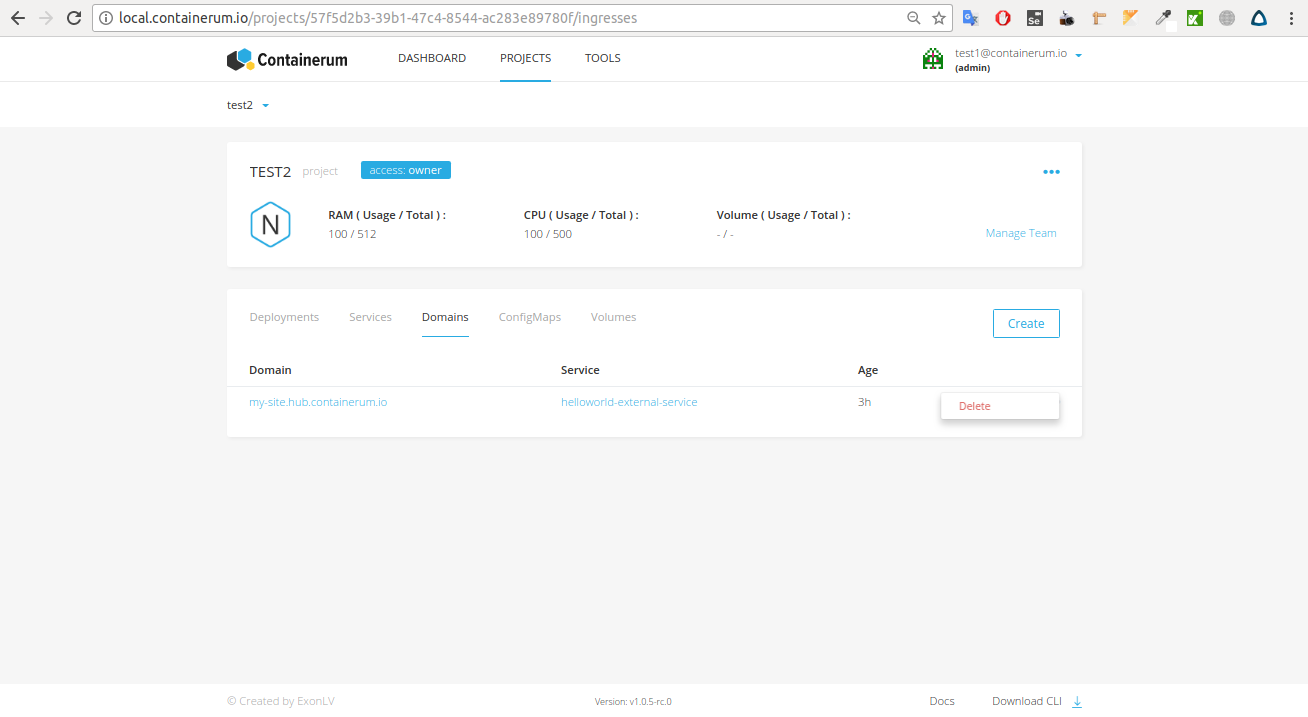 local.containerum.io/projects/57f5d2b3-39b1-47c4-8544-ac283e89780f/ingresses
Containerum
DASHBOARD PROJECTS TOOLS
test1@containerum.io
(admin)
test2
TEST2 project access: owner
N
RAM ( Usage / Total ) : CPU ( Usage / Total ) : Volume ( Usage / Total ) :
100 / 512 100 / 500 - / -
Manage Team
Deployments Services Domains ConfigMaps Volumes
Create
Domain Service Age
my-site.hub.containerum.io helloworld-external-service 3h
Delete
© Created by ExonLV Version: v1.0.5-rc.0 Docs Download CLI